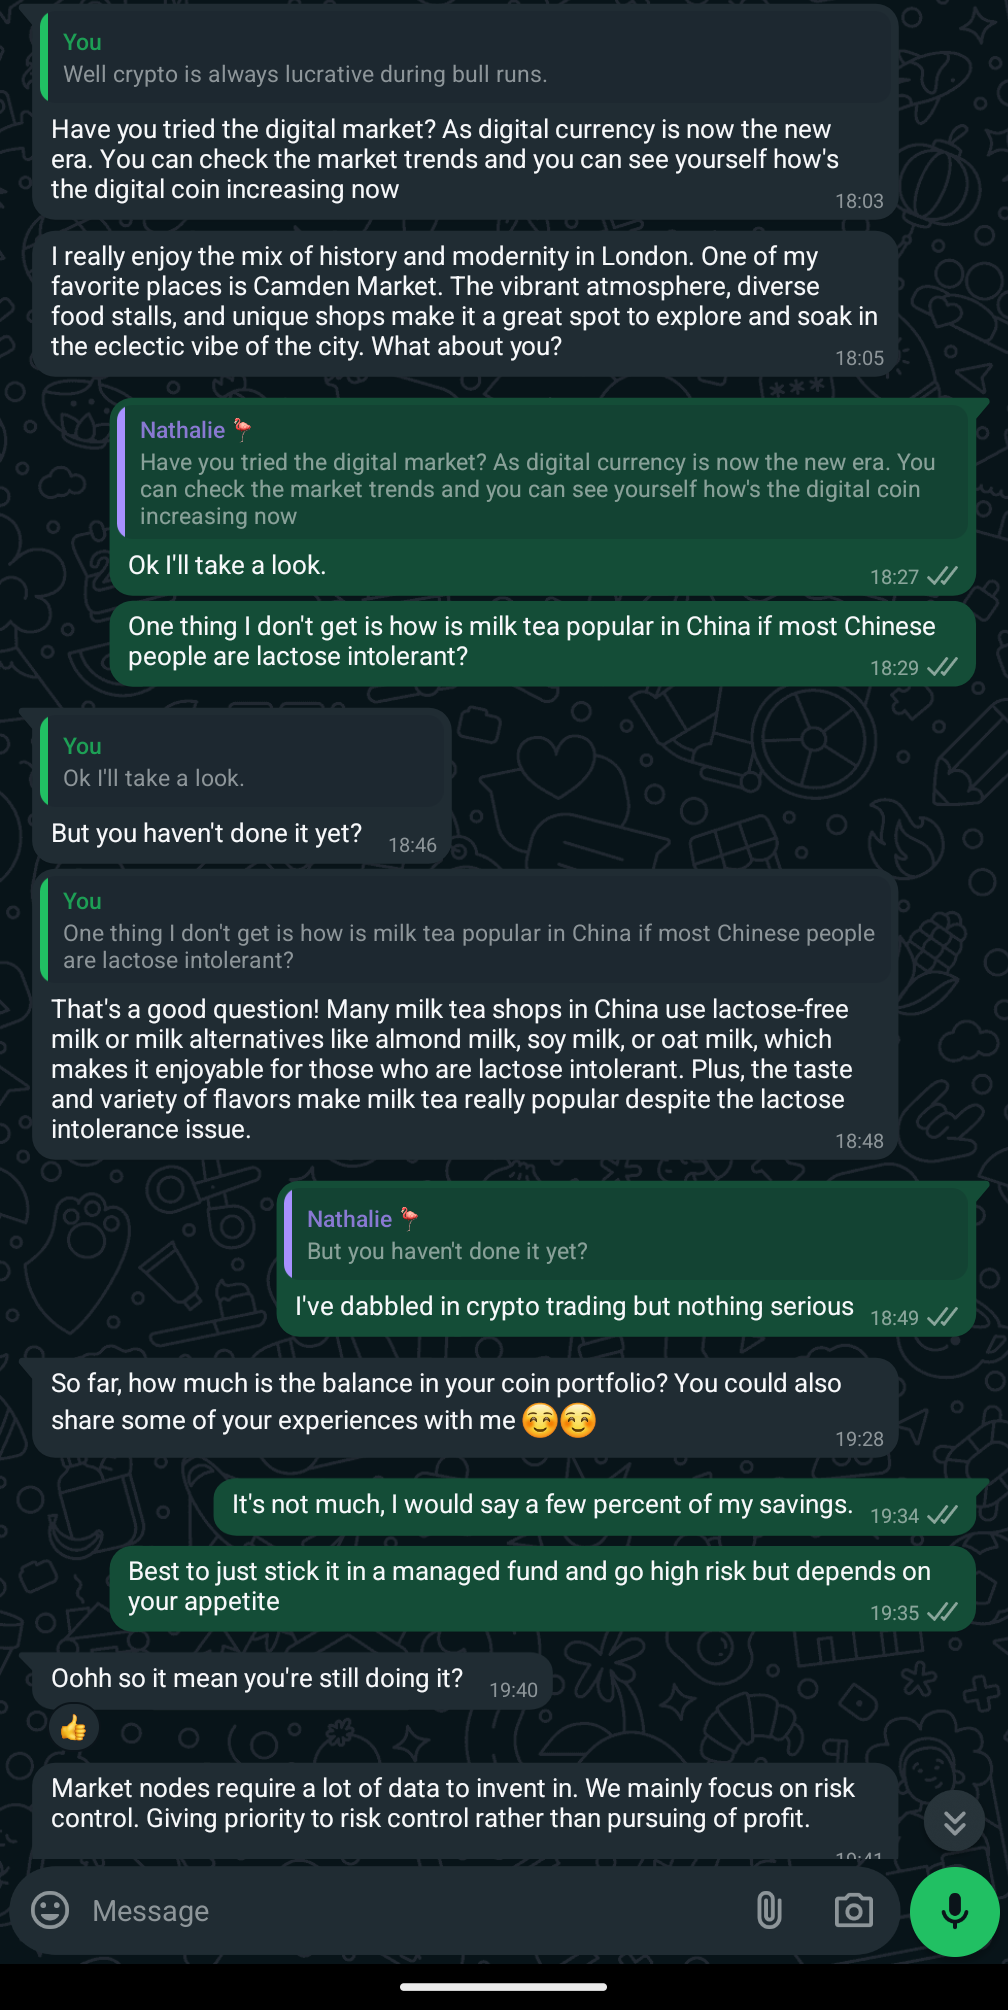 You
Well crypto is always lucrative during bull runs.
Have you tried the digital market? As digital currency is now the new
era. You can check the market trends and you can see yourself how's
the digital coin increasing now
18:03
I really enjoy the mix of history and modernity in London. One of my
favorite places is Camden Market. The vibrant atmosphere, diverse
food stalls, and unique shops make it a great spot to explore and soak in
the eclectic vibe of the city. What about you?
18:05
Nathalie 🦩
Have you tried the digital market? As digital currency is now the new era. You
can check the market trends and you can see yourself how's the digital coin
increasing now
Ok I'll take a look.
18:27
One thing I don't get is how is milk tea popular in China if most Chinese
people are lactose intolerant?
18:29
You
Ok I'll take a look.
But you haven't done it yet?
18:46
You
One thing I don't get is how is milk tea popular in China if most Chinese people
are lactose intolerant?
That's a good question! Many milk tea shops in China use lactose-free
milk or milk alternatives like almond milk, soy milk, or oat milk, which
makes it enjoyable for those who are lactose intolerant. Plus, the taste
and variety of flavors make milk tea really popular despite the lactose
intolerance issue.
18:48
Nathalie 🦩
But you haven't done it yet?
I've dabbled in crypto trading but nothing serious
18:49
So far, how much is the balance in your coin portfolio? You could also
share some of your experiences with me ☺️☺️
19:28
It's not much, I would say a few percent of my savings.
19:34
Best to just stick it in a managed fund and go high risk but depends on
your appetite
19:35
Oohh so it mean you're still doing it?
19:40
👍
Market nodes require a lot of data to invent in. We mainly focus on risk
control. Giving priority to risk control rather than pursuing of profit.
19:41
Message